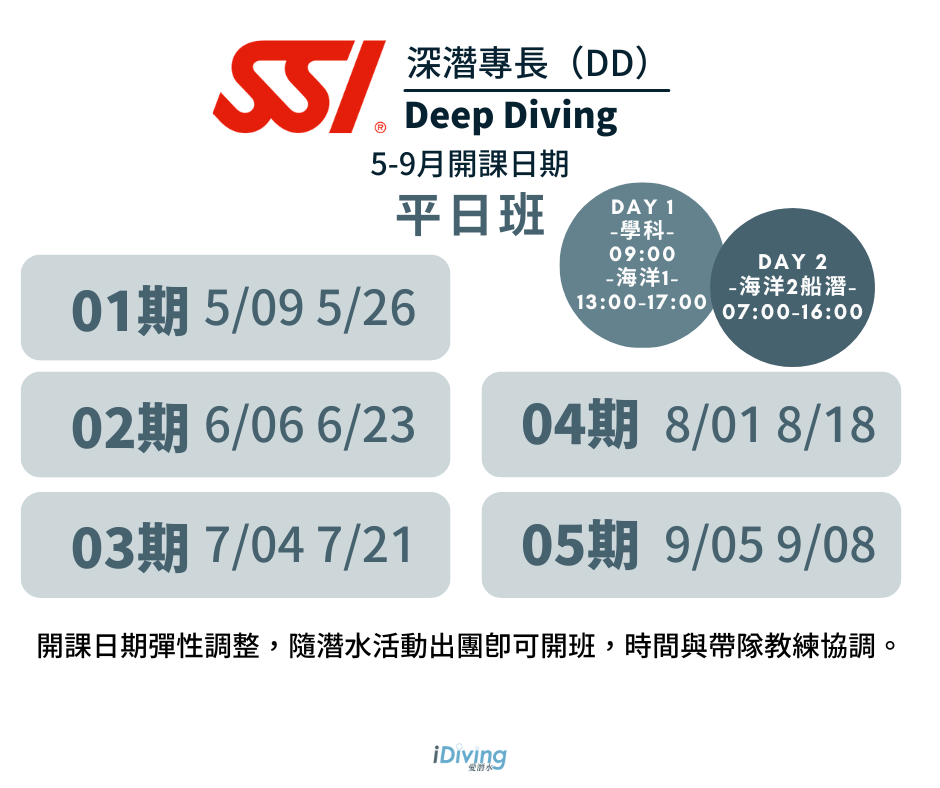 SSI®
深潛專長（DD）
Deep Diving
5-9月開課日期
平日班
DAY 1
-學科-
09:00
-海洋1-
13:00-17:00
DAY 2
-海洋2船潛-
07:00-16:00
01期 5/09 5/26
02期 6/06 6/23
03期 7/04 7/21
04期 8/01 8/18
05期 9/05 9/08
開課日期彈性調整，隨潛水活動出團即可開班，時間與帶隊教練協調。
iDiving
愛潛水